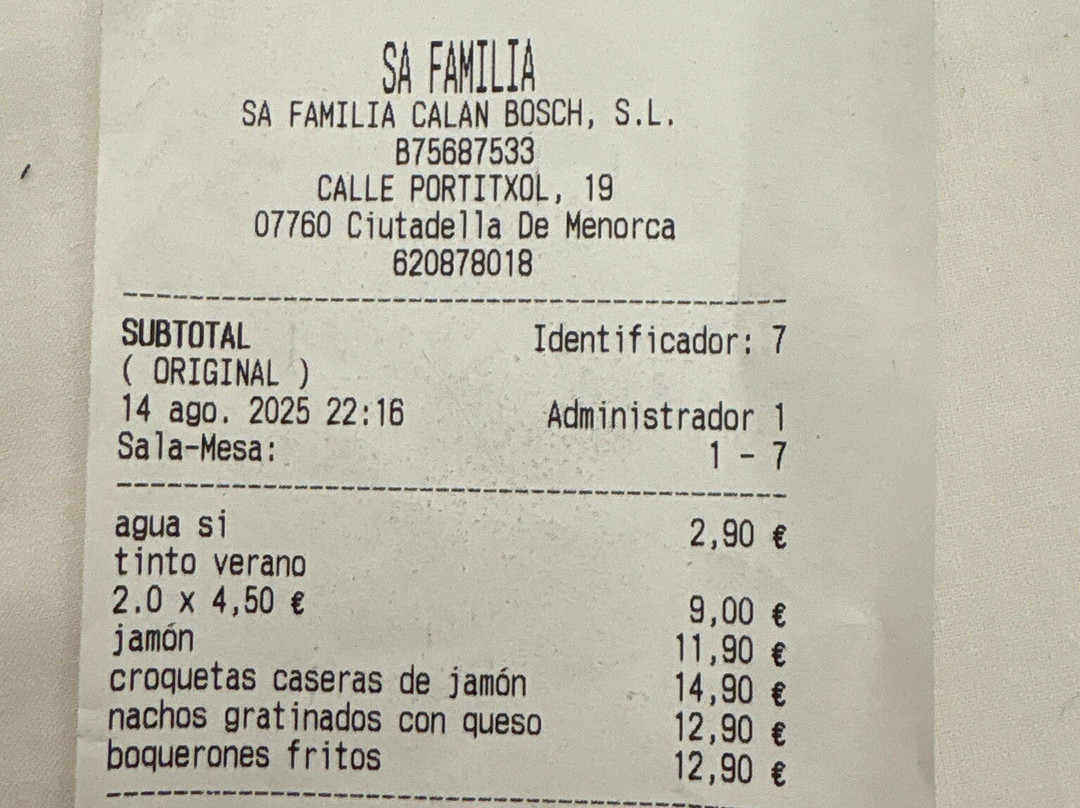 SA FAMILIA
SA FAMILIA CALAN BOSCH, S.L.
B75687533
CALLE PORTITXOL, 19
07760 Ciutadella De Menorca
620878018
SUBTOTAL Identificador: 7
( ORIGINAL )
14 ago. 2025 22:16 Administrador 1
Sala-Mesa: 1 - 7
agua si 2,90 €
tinto verano
2.0 x 4,50 € 9,00 €
jamón 11,90 €
croquetas caseras de jamón 14,90 €
nachos gratinados con queso 12,90 €
boquerones fritos 12,90 €